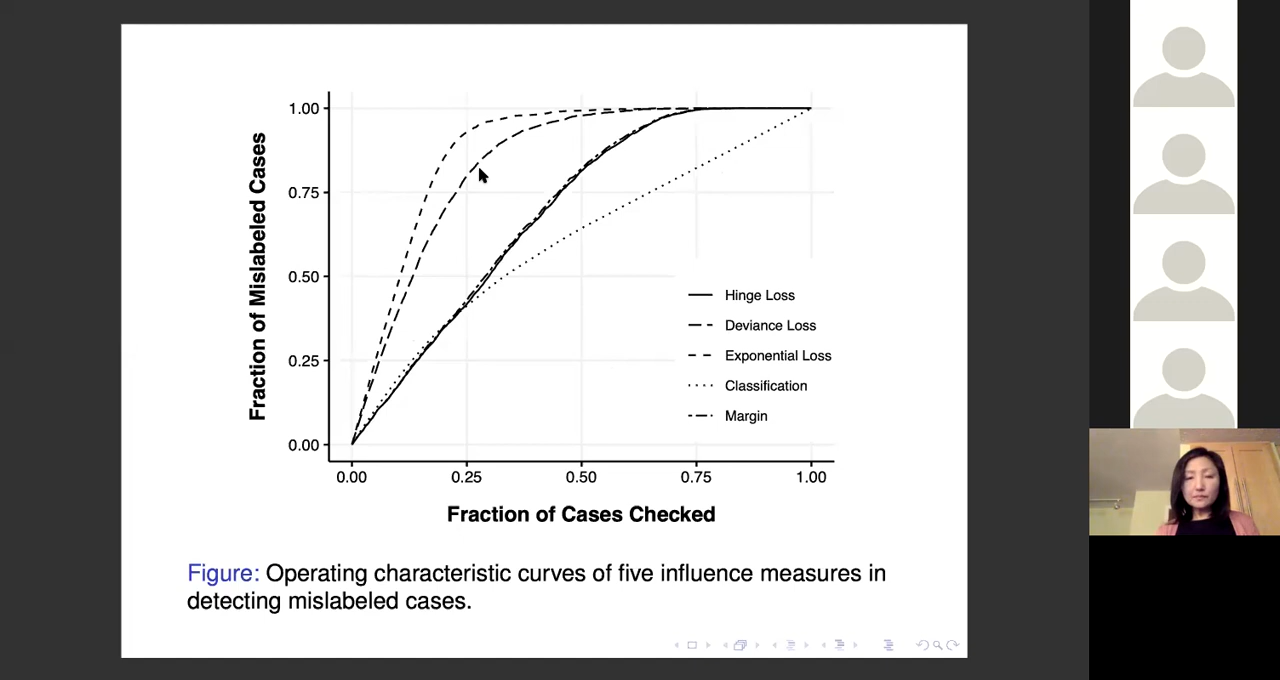 1.00
0.75
0.50
0.25
0.00
Fraction of Mislabeled Cases
Hinge Loss
Deviance Loss
Exponential Loss
Classification
Margin
0.00 0.25 0.50 0.75 1.00
Fraction of Cases Checked
Figure: Operating characteristic curves of five influence measures in
detecting mislabeled cases.